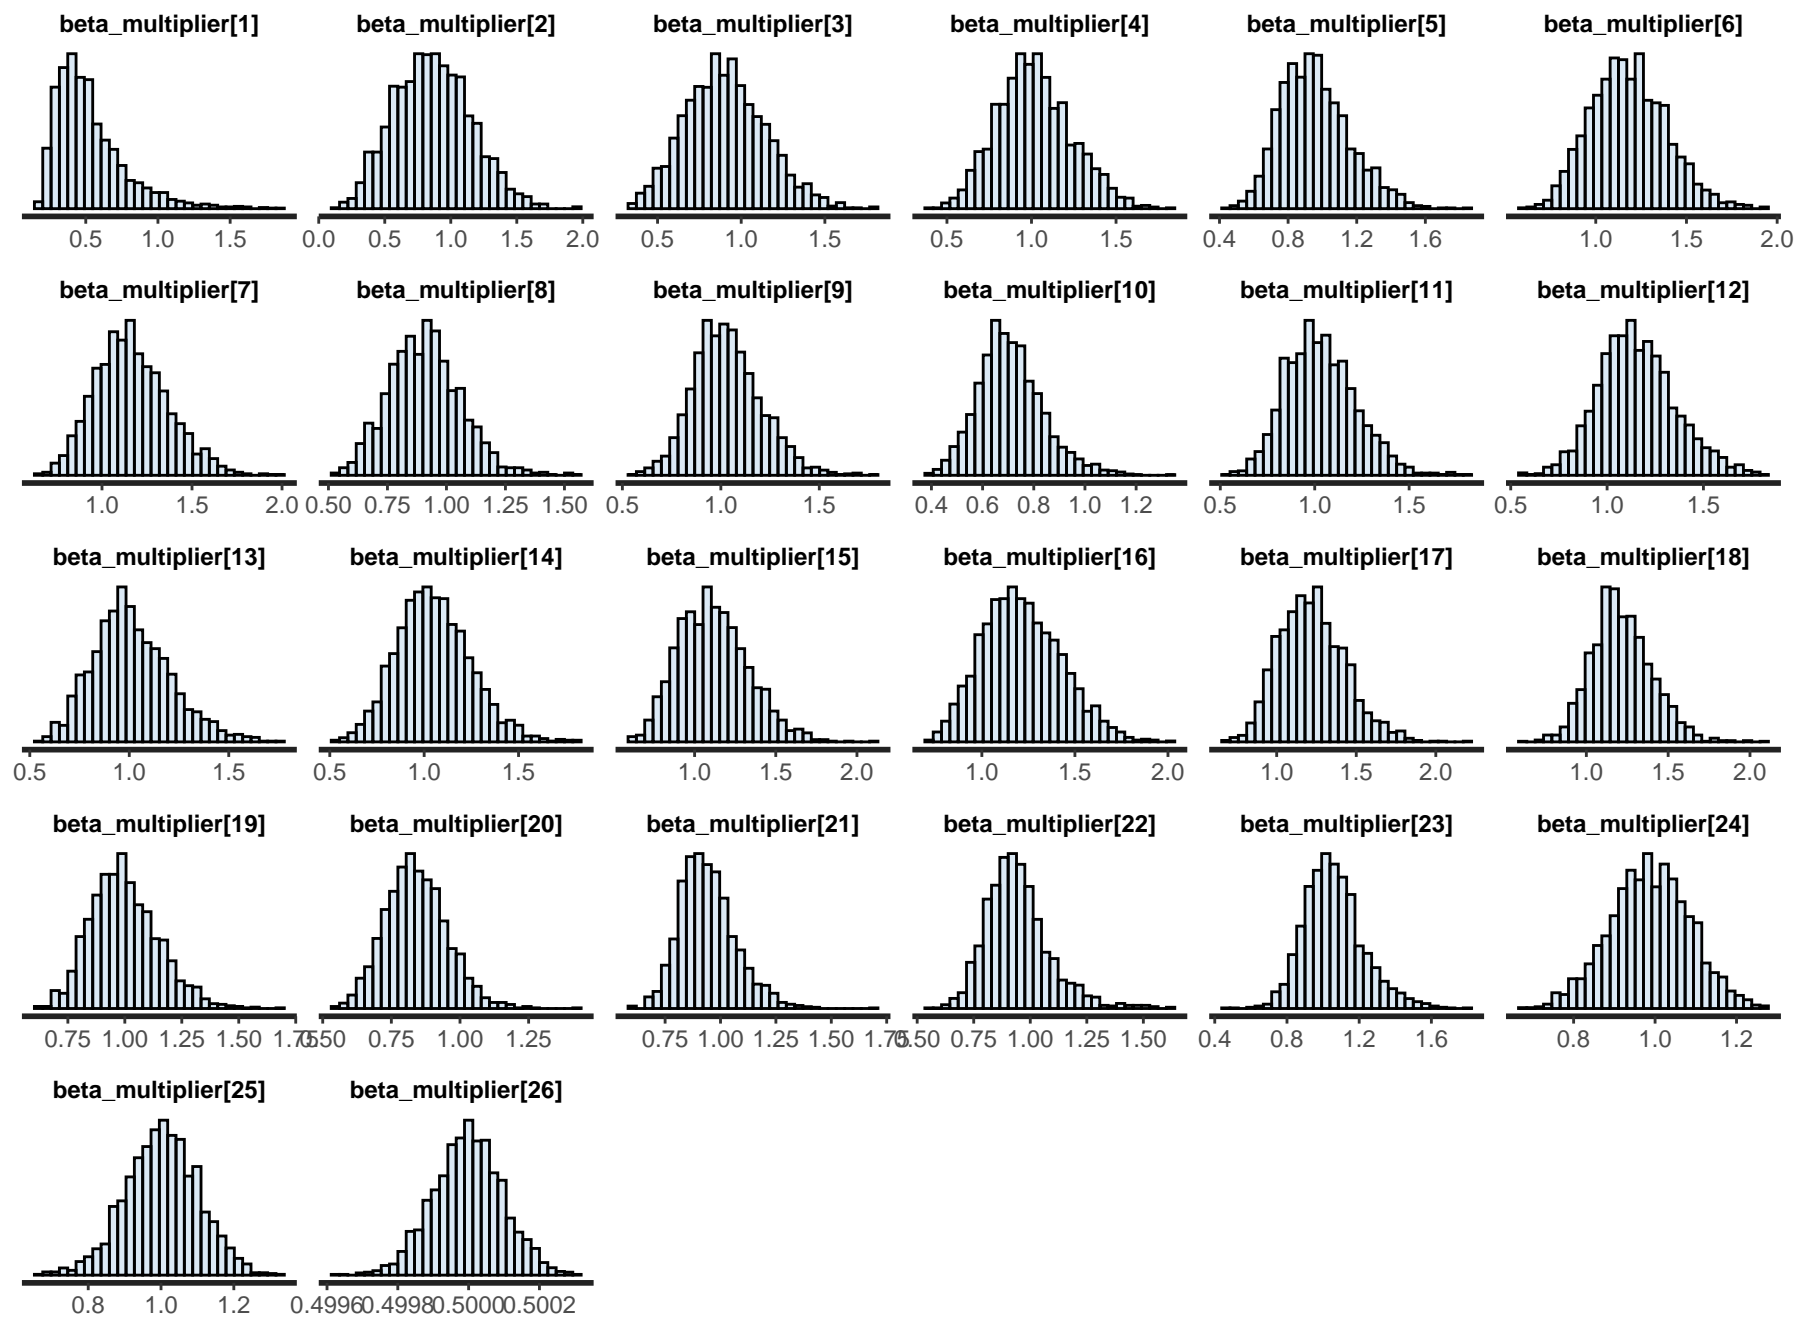 beta_multiplier[1] beta_multiplier[2] beta_multiplier[3] beta_multiplier[4] beta_multiplier[5] beta_multiplier[6]
0.5 1.0 1.5 0.0 0.5 1.0 1.5 2.0 0.5 1.0 1.5 0.5 1.0 1.5 0.4 0.8 1.2 1.6 1.0 1.5 2.0
beta_multiplier[7] beta_multiplier[8] beta_multiplier[9] beta_multiplier[10] beta_multiplier[11] beta_multiplier[12]
1.0 1.5 2.0 0.50 0.75 1.00 1.25 1.50 0.5 1.0 1.5 0.4 0.6 0.8 1.0 1.2 0.5 1.0 1.5 0.5 1.0 1.5
beta_multiplier[13] beta_multiplier[14] beta_multiplier[15] beta_multiplier[16] beta_multiplier[17] beta_multiplier[18]
0.5 1.0 1.5 0.5 1.0 1.5 1.0 1.5 2.0 1.0 1.5 2.0 1.0 1.5 2.0 1.0 1.5 2.0
beta_multiplier[19] beta_multiplier[20] beta_multiplier[21] beta_multiplier[22] beta_multiplier[23] beta_multiplier[24]
0.75 1.00 1.25 1.50 1.75 0.50 0.75 1.00 1.25 0.75 1.00 1.25 1.50 1.75 0.50 0.75 1.00 1.25 1.50 0.4 0.8 1.2 1.6 0.8 1.0 1.2
beta_multiplier[25] beta_multiplier[26]
0.8 1.0 1.2 0.4996 0.4998 0.5000 0.5002